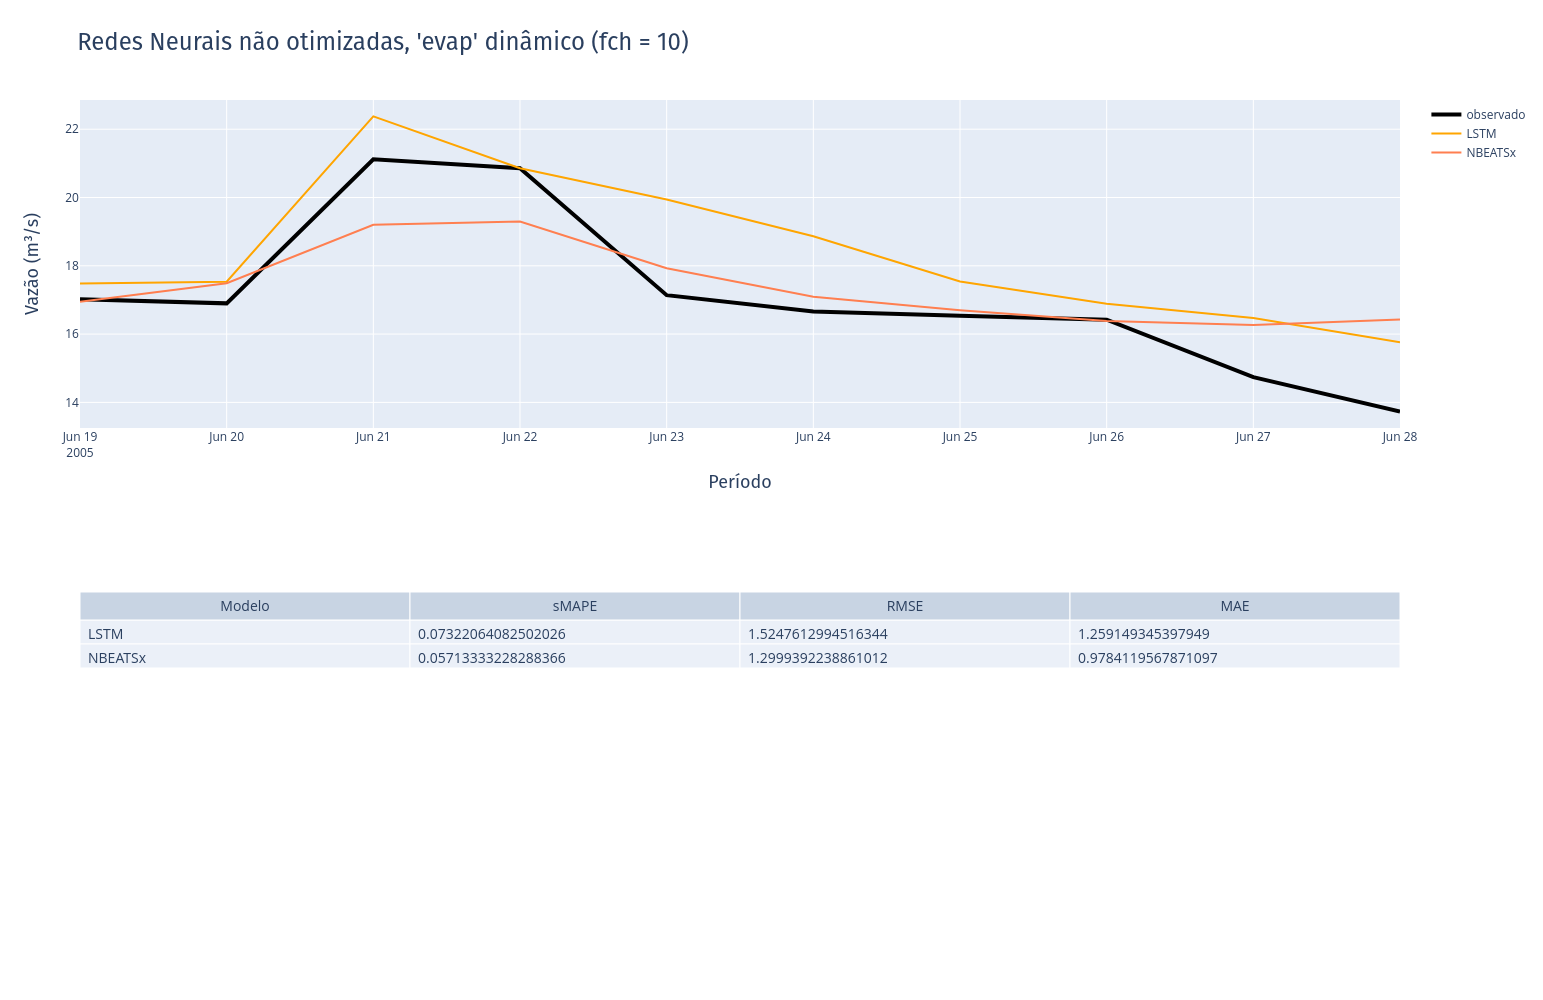 Redes Neurais não otimizadas, 'evap' dinâmico (fch = 10)
observado
LSTM
NBEATSx
Vazão (m³/s)
22
20
18
16
14
Jun 19
2005
Jun 20
Jun 21
Jun 22
Jun 23
Jun 24
Jun 25
Jun 26
Jun 27
Jun 28
Período
Modelo sMAPE RMSE MAE
LSTM 0.07322064082502026 1.5247612994516344 1.259149345397949
NBEATSx 0.05713333228288366 1.2999392238861012 0.9784119567871097